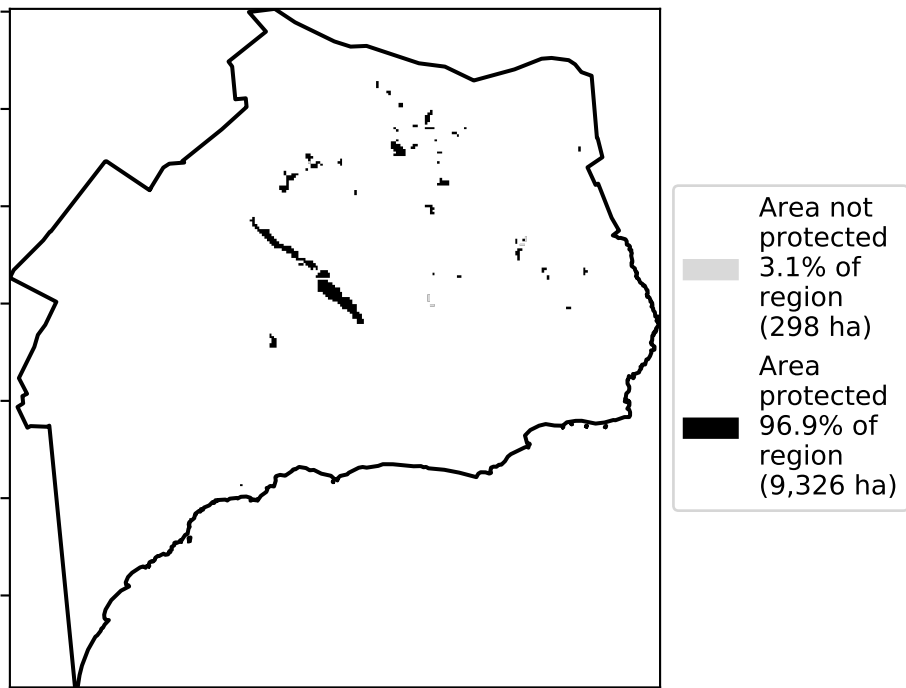 Area not
protected
3.1% of
region
(298 ha)
Area
protected
96.9% of
region
(9,326 ha)